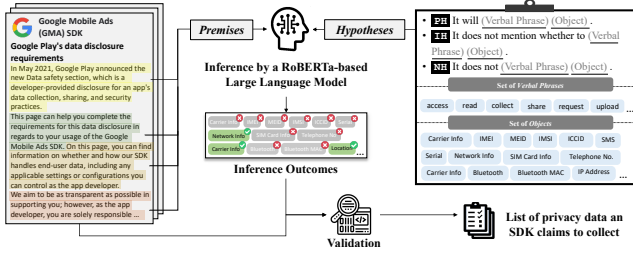 Google Mobile Ads
(GMA) SDK
Google Play's data disclosure
requirements
In May 2021, Google Play announced the
new Data safety section, which is a
developer-provided disclosure for an app's
data collection, sharing, and security
practices.
This page can help you complete the
requirements for this data disclosure in
regards to your usage of the Google
Mobile Ads SDK. On this page, you can find
information on whether and how our SDK
handles end-user data, including any
applicable settings or configurations you
can control as the app developer.
We aim to be as transparent as possible in
supporting you; however, as the app
developer, you are solely responsible ...
Premises
Hypotheses
Inference by a RoBERTa-based
Large Language Model
Carrier Info IMEI MEID IMSI ICCID Serial
Network Info SIM Card Info Telephone No.
Carrier Info Bluetooth Bluetooth MAC Location
...
Inference Outcomes
Validation
• PH It will (Verbal Phrase) (Object) .
• IH It does not mention whether to (Verbal
Phrase) (Object) .
• NH It does not (Verbal Phrase) (Object) .
Set of Verbal Phrases
access read collect share request upload ...
Set of Objects
Carrier Info IMEI MEID IMSI ICCID SMS
Serial Network Info SIM Card Info Telephone No.
Carrier Info Bluetooth Bluetooth MAC IP Address ...
List of privacy data an
SDK claims to collect